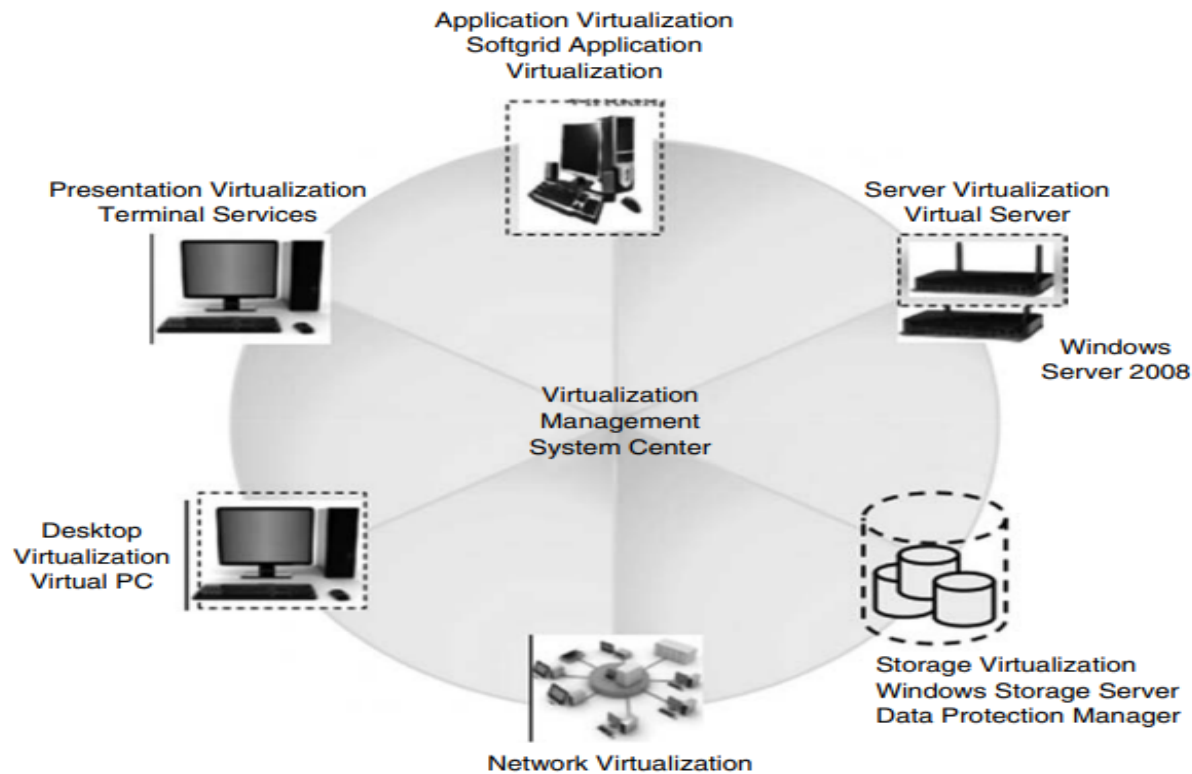 Application Virtualization
Softgrid Application
Virtualization
Presentation Virtualization
Terminal Services
Server Virtualization
Virtual Server
Windows
Server 2008
Virtualization
Management
System Center
Desktop
Virtualization
Virtual PC
Storage Virtualization
Windows Storage Server
Data Protection Manager
Network Virtualization